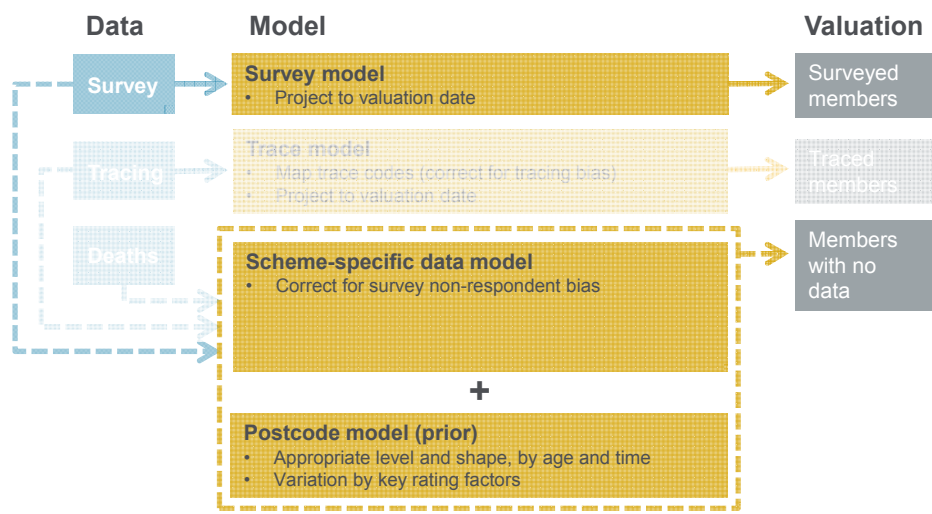 Data
Model
Valuation
Survey
Survey model
• Project to valuation date
Surveyed
members
Tracing
Trace model
• Map trace codes (correct for tracing bias)
• Project to valuation date
Traced
members
Deaths
Scheme-specific data model
• Correct for survey non-respondent bias
Members
with no
data
+
Postcode model (prior)
• Appropriate level and shape, by age and time
• Variation by key rating factors